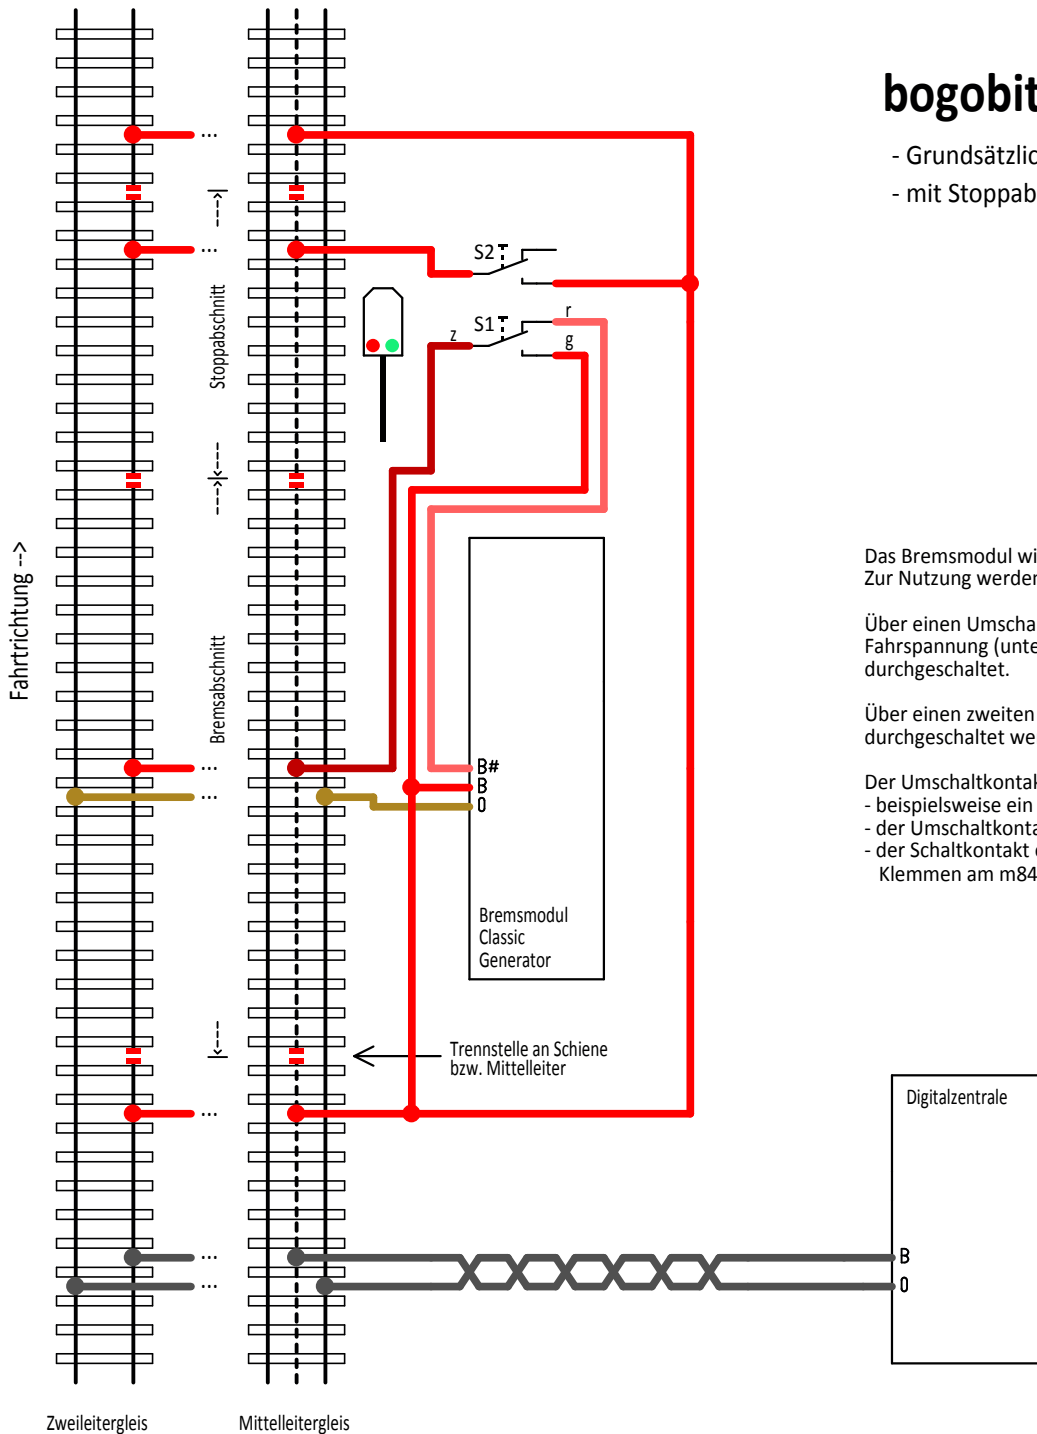 bogobit
- Grundsätzlic
- mit Stoppab
...
...
S2
Stoppabschnitt
S1
r
z
g
Fahrtrichtung -->
Das Bremsmodul wi
Zur Nutzung werden
Über einen Umscha
Fahrspannung (unte
durchgeschaltet.
Über einen zweiten
durchgeschaltet we
Der Umschaltkontak
- beispielsweise ein
- der Umschaltkonta
- der Schaltkontakt
Klemmen am m84
Bremsabschnitt
...
...
B#
B
0
Bremsmodul
Classic
Generator
Trennstelle an Schiene
bzw. Mittelleiter
...
Digitalzentrale
...
...
B
0
Zweileitergleis
Mittelleitergleis